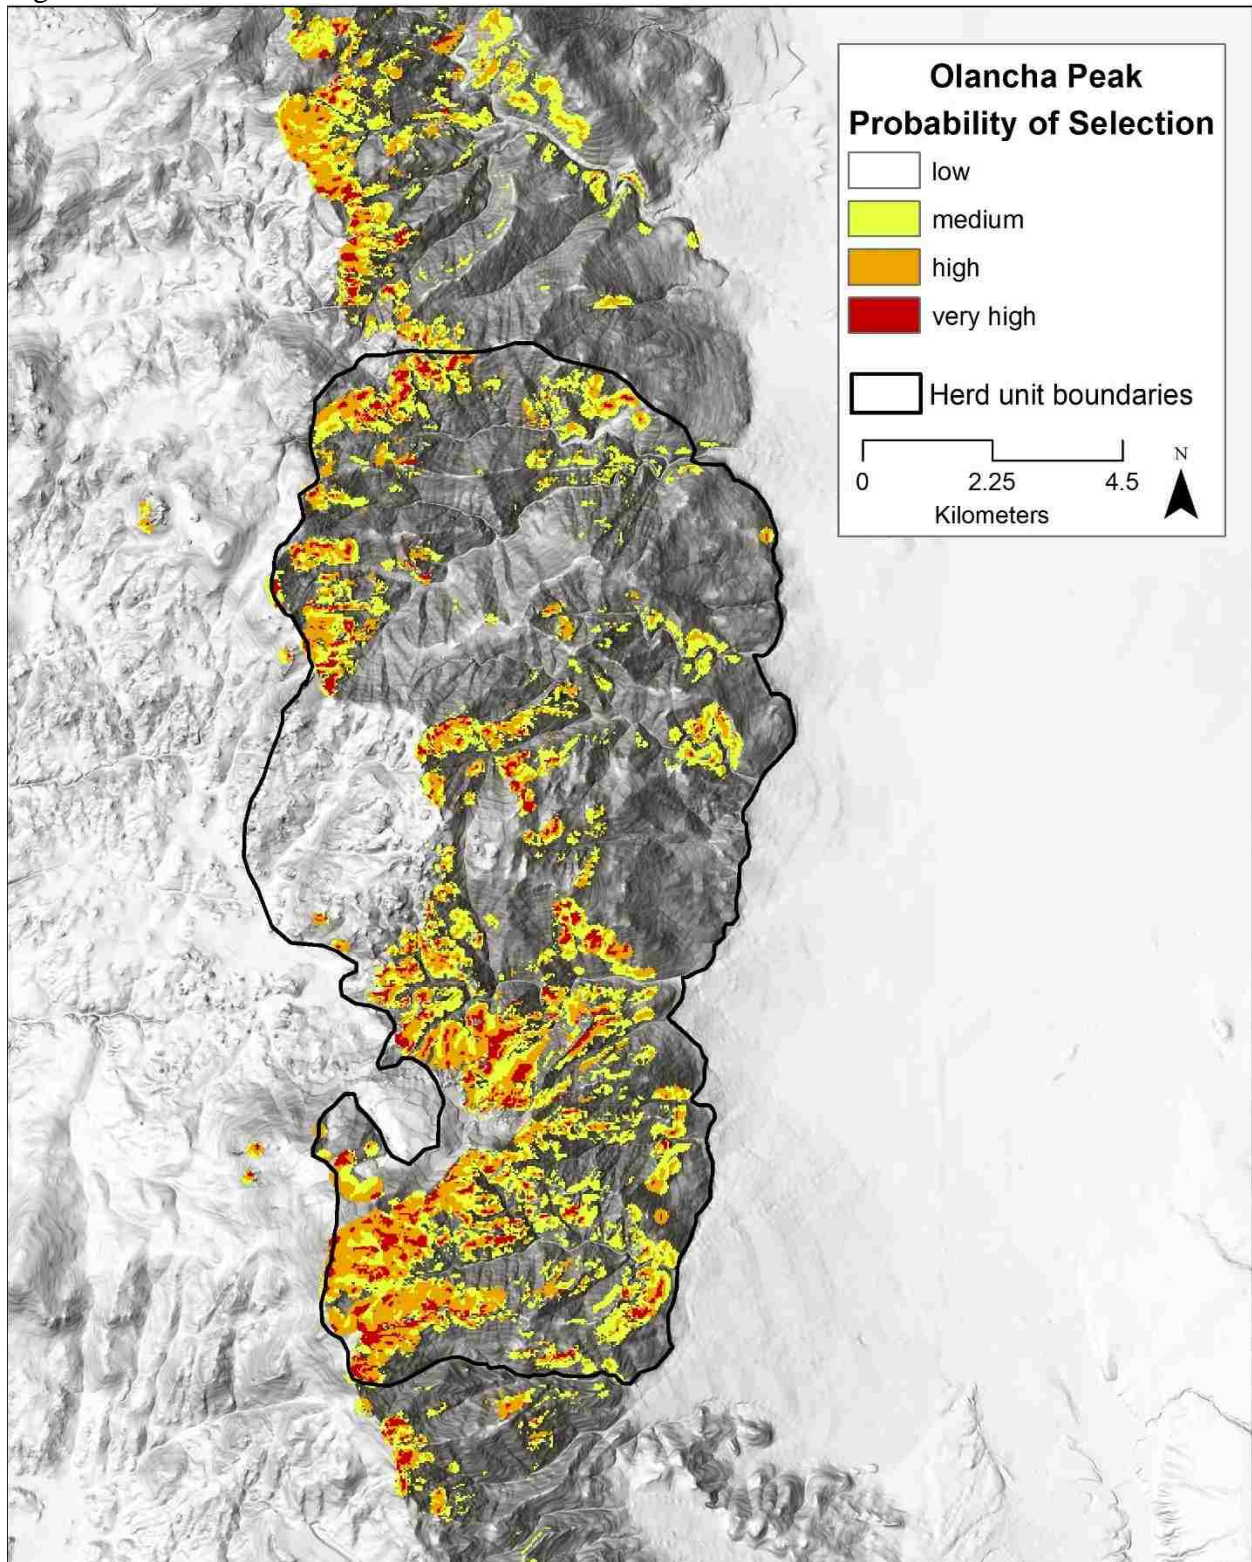 Olancha Peak
Probability of Selection
low
medium
high
very high
Herd unit boundaries
0 2.25 4.5
Kilometers
N